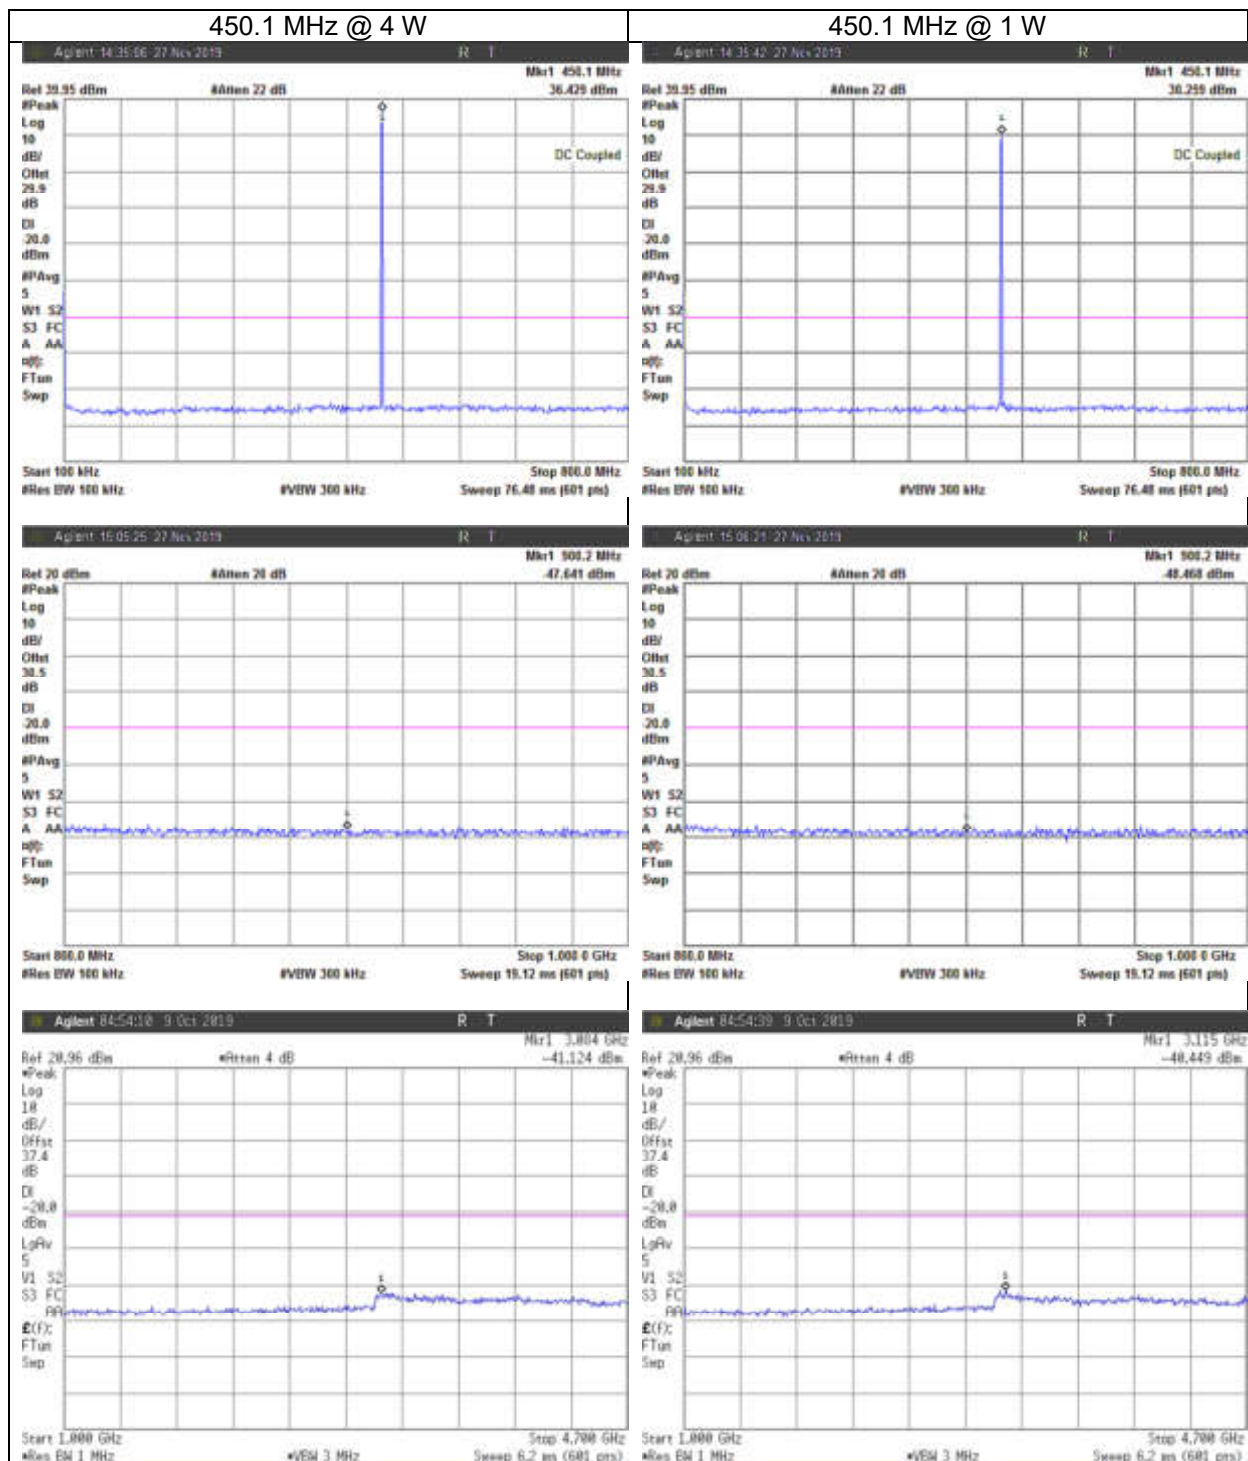 450.1 MHz @ 4 W
450.1 MHz @ 1 W
Agilent 14:35:06 27 Nov 2019 R T
Mkr1 450.1 MHz
Ref 39.95 dBm #Atten 22 dB 36.429 dBm
#Peak
Log
10
dB/
Offst
29.9
dB
DI
-20.0
dBm
#PAvg
5
W1 S2
S3 FC
A AA
FTun
Swp
1
DC Coupled
Start 100 kHz Stop 800.0 MHz
#Res BW 100 kHz #VBW 300 kHz Sweep 76.48 ms (601 pts)
Agilent 14:35:42 27 Nov 2019 R T
Mkr1 450.1 MHz
Ref 39.95 dBm #Atten 22 dB 30.259 dBm
#Peak
Log
10
dB/
Offst
29.9
dB
DI
-20.0
dBm
#PAvg
5
W1 S2
S3 FC
A AA
FTun
Swp
1
DC Coupled
Start 100 kHz Stop 800.0 MHz
#Res BW 100 kHz #VBW 300 kHz Sweep 76.48 ms (601 pts)
Agilent 15:05:25 27 Nov 2019 R T
Mkr1 900.2 MHz
Ref 20 dBm #Atten 20 dB -47.641 dBm
#Peak
Log
10
dB/
Offst
30.5
dB
DI
-20.0
dBm
#PAvg
5
W1 S2
S3 FC
A AA
FTun
Swp
1
Start 800.0 MHz Stop 1.000 0 GHz
#Res BW 100 kHz #VBW 300 kHz Sweep 19.12 ms (601 pts)
Agilent 15:06:21 27 Nov 2019 R T
Mkr1 900.2 MHz
Ref 20 dBm #Atten 20 dB -48.468 dBm
#Peak
Log
10
dB/
Offst
30.5
dB
DI
-20.0
dBm
#PAvg
5
W1 S2
S3 FC
A AA
FTun
Swp
1
Start 800.0 MHz Stop 1.000 0 GHz
#Res BW 100 kHz #VBW 300 kHz Sweep 19.12 ms (601 pts)
Agilent 04:54:10 9 Oct 2019 R T
Mkr1 3.084 GHz
Ref 20.96 dBm #Atten 4 dB -41.124 dBm
#Peak
Log
10
dB/
Offst
37.4
dB
DI
-20.0
dBm
LgAv
5
V1 S2
S3 FC
AA
£(f):
FTun
Swp
1
Start 1.000 GHz Stop 4.700 GHz
#Res BW 1 MHz #VBW 3 MHz Sweep 6.2 ms (601 pts)
Agilent 04:54:39 9 Oct 2019 R T
Mkr1 3.115 GHz
Ref 20.96 dBm #Atten 4 dB -40.449 dBm
#Peak
Log
10
dB/
Offst
37.4
dB
DI
-20.0
dBm
LgAv
5
V1 S2
S3 FC
AA
£(f):
FTun
Swp
1
Start 1.000 GHz Stop 4.700 GHz
#Res BW 1 MHz #VBW 3 MHz Sweep 6.2 ms (601 pts)